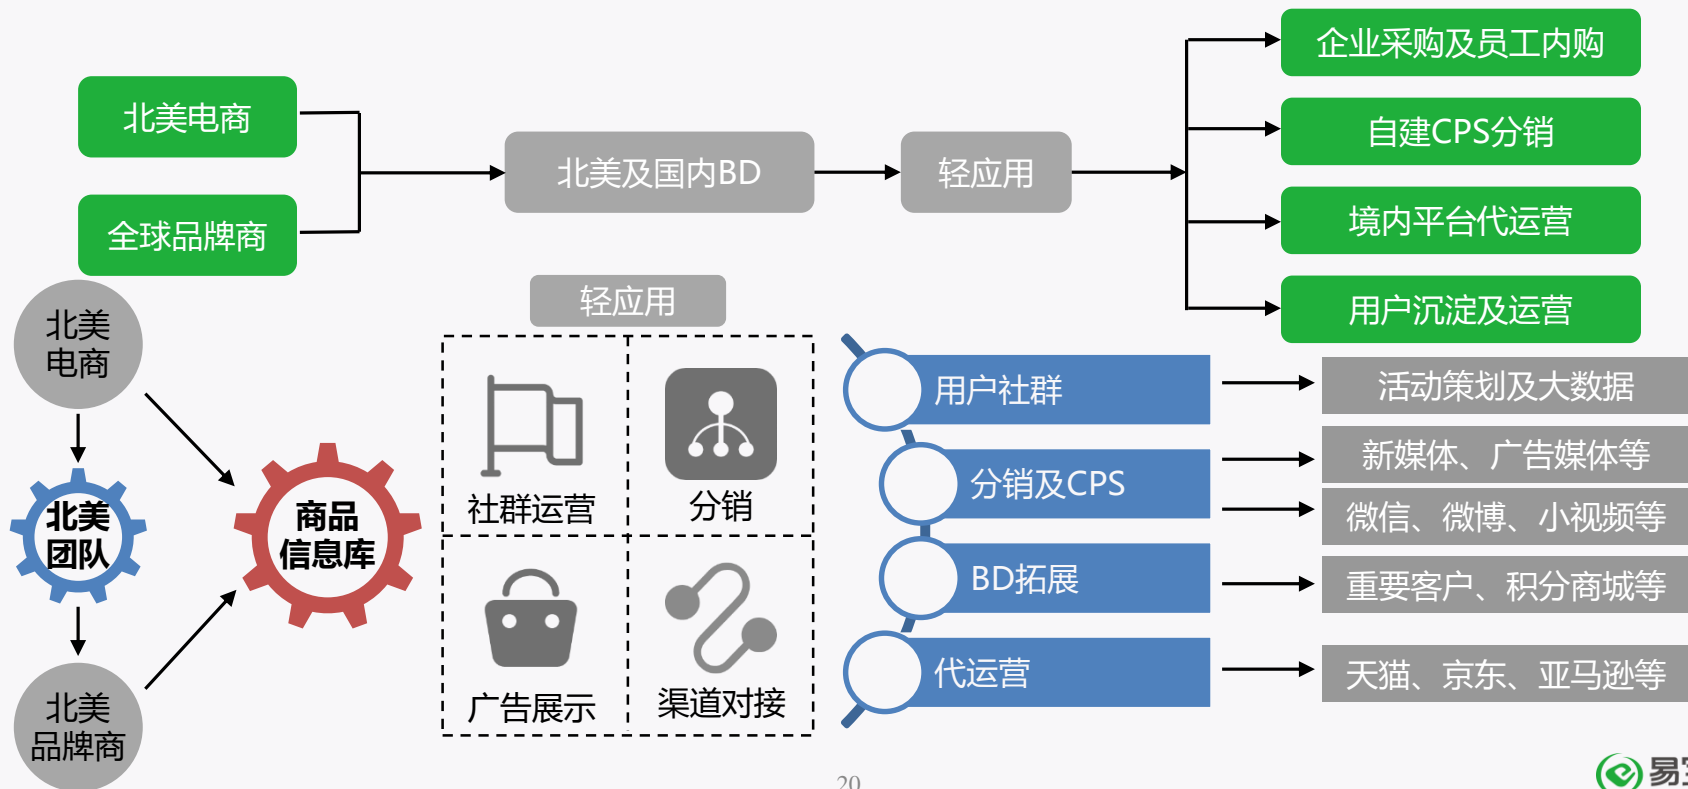 北美电商
全球品牌商
北美及国内BD
轻应用
企业采购及员工内购
自建CPS分销
境内平台代运营
用户沉淀及运营
北美
电商
北美
团队
北美
品牌商
商品
信息库
轻应用
社群运营
分销
广告展示
渠道对接
用户社群
分销及CPS
BD拓展
代运营
活动策划及大数据
新媒体、广告媒体等
微信、微博、小视频等
重要客户、积分商城等
天猫、京东、亚马逊等
20
易